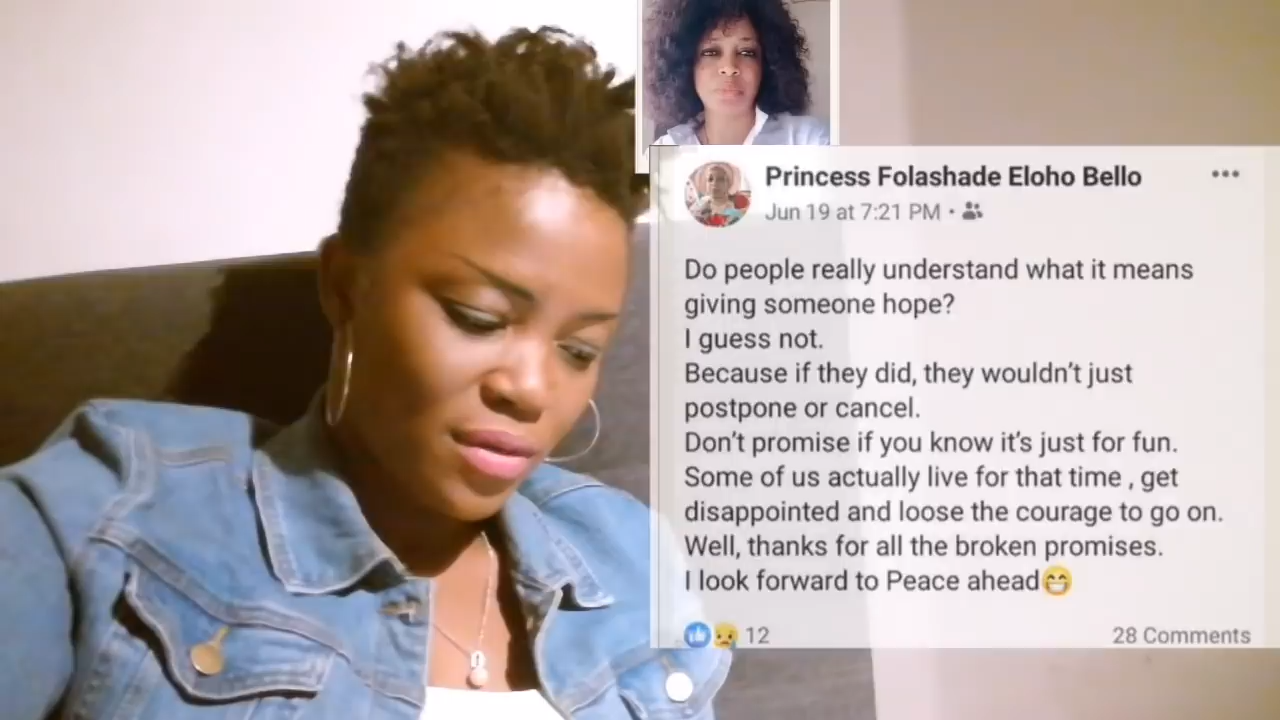 Princess Folashade Eloho Bello
Jun 19 at 7:21 PM •
Do people really understand what it means
giving someone hope?
I guess not.
Because if they did, they wouldn't just
postpone or cancel.
Don't promise if you know it's just for fun.
Some of us actually live for that time , get
disappointed and loose the courage to go on.
Well, thanks for all the broken promises.
I look forward to Peace ahead😁
12
28 Comments